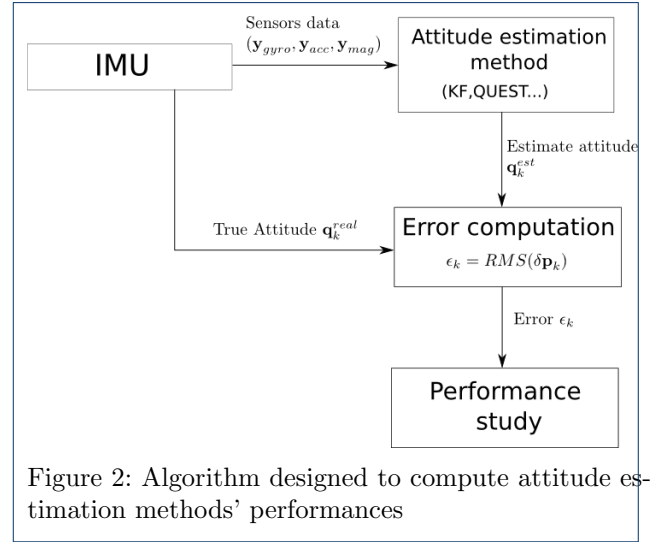 Sensors data
(y_gyro, y_acc, y_mag)
IMU
Attitude estimation
method
(KF,QUEST...)
Estimate attitude
q_k^est
True Attitude q_k^real
Error computation
ϵ_k = RMS(δp_k)
Error ϵ_k
Performance
study
Figure 2: Algorithm designed to compute attitude es-
timation methods' performances